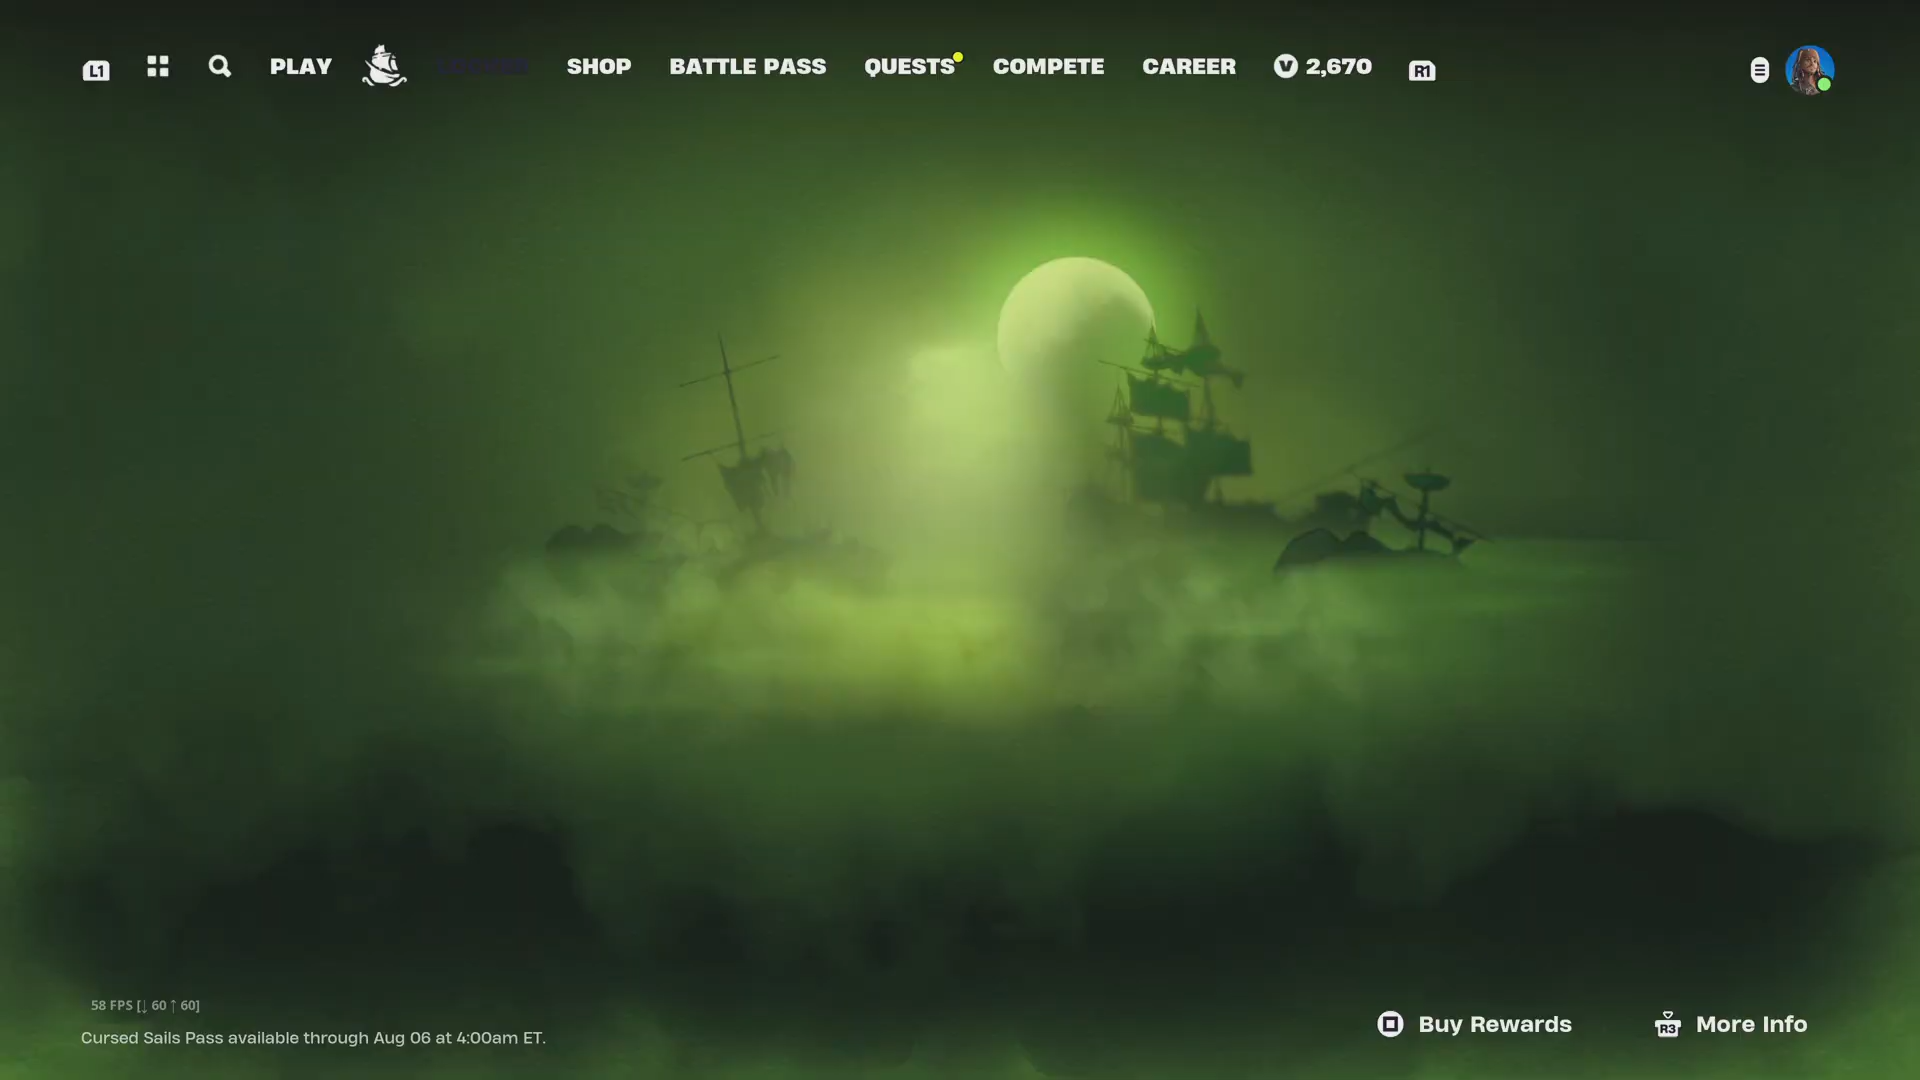 L1 PLAY LOCKER SHOP BATTLE PASS QUESTS COMPETE CAREER V 2,670 R1
58 FPS [↓ 60 ↑ 60]
Cursed Sails Pass available through Aug 06 at 4:00am ET.
Buy Rewards R3 More Info